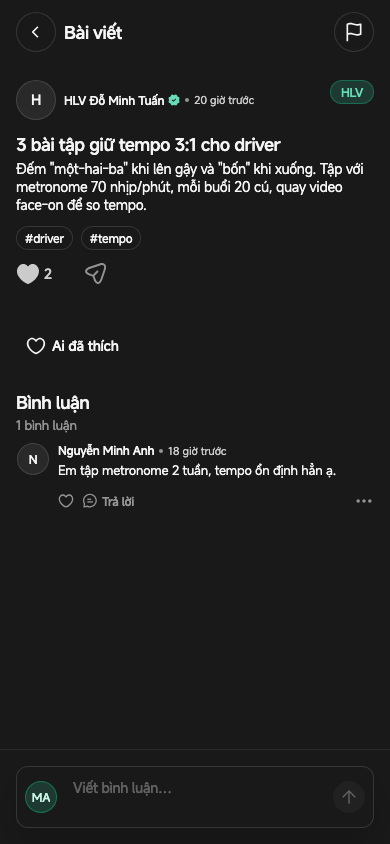 Bài viết
H
HLV Đỗ Minh Tuấn • 20 giờ trước
HLV
3 bài tập giữ tempo 3:1 cho driver
Đếm "một-hai-ba" khi lên gậy và "bốn" khi xuống. Tập với
metronome 70 nhịp/phút, mỗi buổi 20 cú, quay video
face-on để so tempo.
#driver #tempo
2
Ai đã thích
Bình luận
1 bình luận
N
Nguyễn Minh Anh • 18 giờ trước
Em tập metronome 2 tuần, tempo ổn định hẳn ạ.
Trả lời
MA
Viết bình luận...